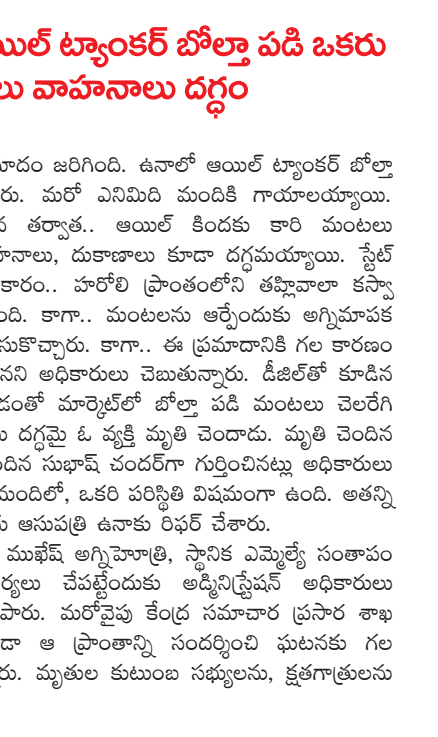 యిల్ ట్యాంకర్ బోల్తా పడి ఒకరు
లు వాహనాలు దగ్ధం
మాదం జరిగింది. ఉనాలో ఆయిల్ ట్యాంకర్ బోల్తా
రు. మరో ఎనిమిది మందికి గాయాలయ్యాయి.
న తర్వాత.. ఆయిల్ కిందకు కారి మంటలు
హనాలు, దుకాణాలు కూడా దగ్ధమయ్యాయి. స్టేట్
కారం.. హరోలి ప్రాంతంలోని తహ్లివాలా కస్వా
ంది. కాగా.. మంటలను ఆర్పేందుకు అగ్నిమాపక
సుకొచ్చారు. కాగా.. ఈ ప్రమాదానికి గల కారణం
నని అధికారులు చెబుతున్నారు. డీజిల్‌తో కూడిన
డంతో మార్కెట్‌లో బోల్తా పడి మంటలు చెలరేగి
దగ్ధమై ఓ వ్యక్తి మృతి చెందాడు. మృతి చెందిన
ందిన సుభాష్ చందర్‌గా గుర్తించినట్లు అధికారులు
మందిలో, ఒకరి పరిస్థితి విషమంగా ఉంది. అతన్ని
ఆసుపత్రి ఉనాకు రిఫర్ చేశారు.
ముఖేష్ అగ్నిహెూత్రి, స్థానిక ఎమ్మెల్యే సంతాపం
ర్యలు చేపట్టేందుకు అడ్మినిస్ట్రేషన్ అధికారులు
పారు. మరోవైపు కేంద్ర సమాచార ప్రసార శాఖ
డా ఆ ప్రాంతాన్ని సందర్శించి ఘటనకు గల
రు. మృతుల కుటుంబ సభ్యులను, క్షతగాత్రులను